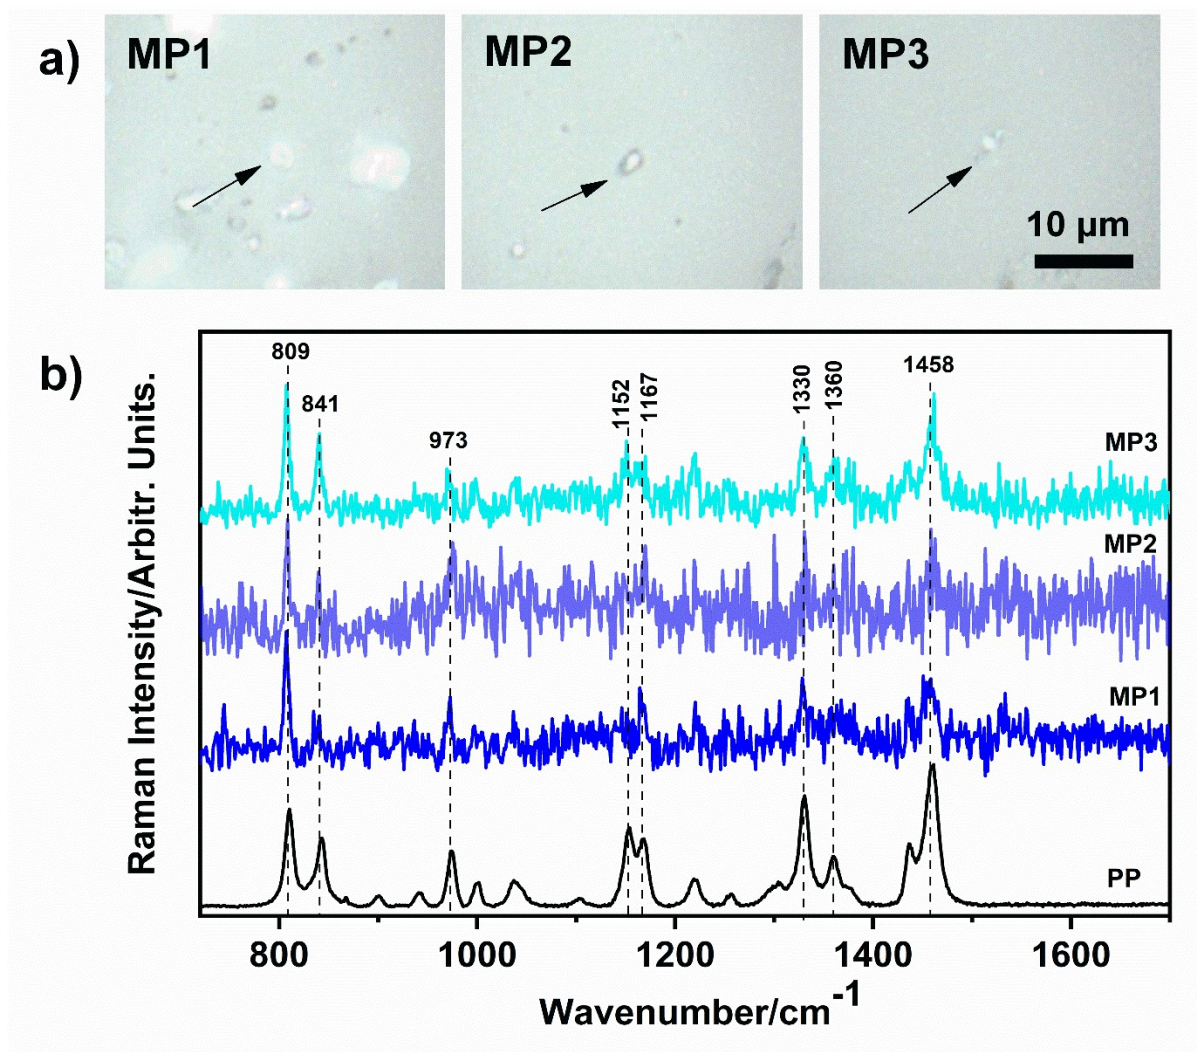 a)
MP1
MP2
MP3
10 µm
b)
809
841
973
1152
1167
1330
1360
1458
MP3
MP2
MP1
PP
Raman Intensity/Arbitr. Units.
800
1000
1200
1400
1600
Wavenumber/cm-1